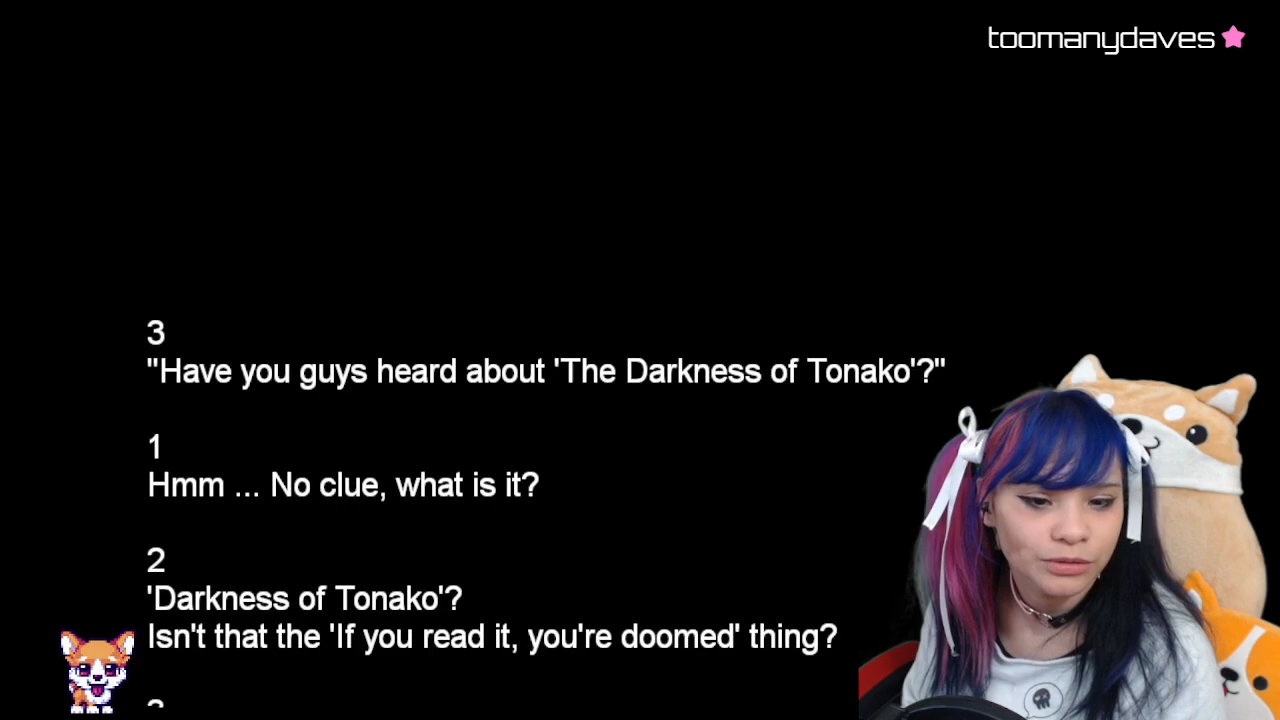 toomanydaves
3
"Have you guys heard about 'The Darkness of Tonako'?"
1
Hmm ... No clue, what is it?
2
'Darkness of Tonako'?
Isn't that the 'If you read it, you're doomed' thing?